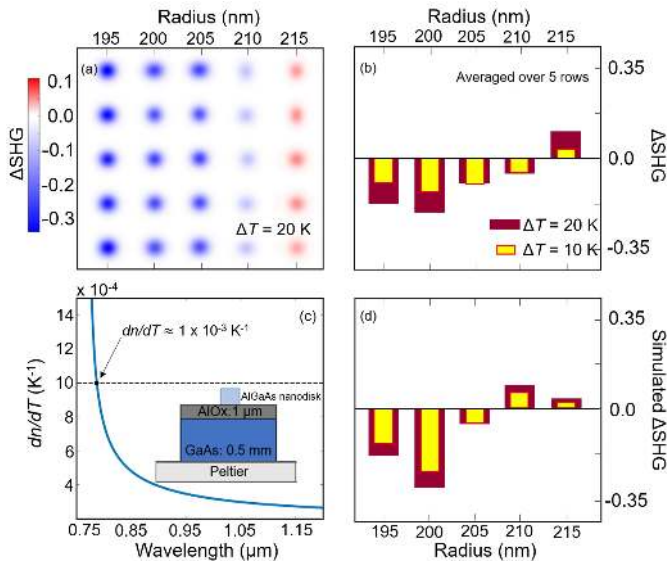 Radius (nm)
195 200 205 210 215
(a)
0.1
0.0
-0.1
-0.2
-0.3
ΔSHG
ΔT = 20 K
Radius (nm)
195 200 205 210 215
(b)
Averaged over 5 rows
0.35
0.0
-0.35
ΔSHG
ΔT = 20 K
ΔT = 10 K
x 10⁻⁴
(c)
14
12
10
8
6
4
dn/dT (K⁻¹)
dn/dT ≈ 1 x 10⁻³ K⁻¹
AlGaAs nanodisk
AlOx:1 μm
GaAs: 0.5 mm
Peltier
0.75 0.85 0.95 1.05 1.15
Wavelength (μm)
(d)
0.35
0.0
-0.35
Simulated ΔSHG
195 200 205 210 215
Radius (nm)